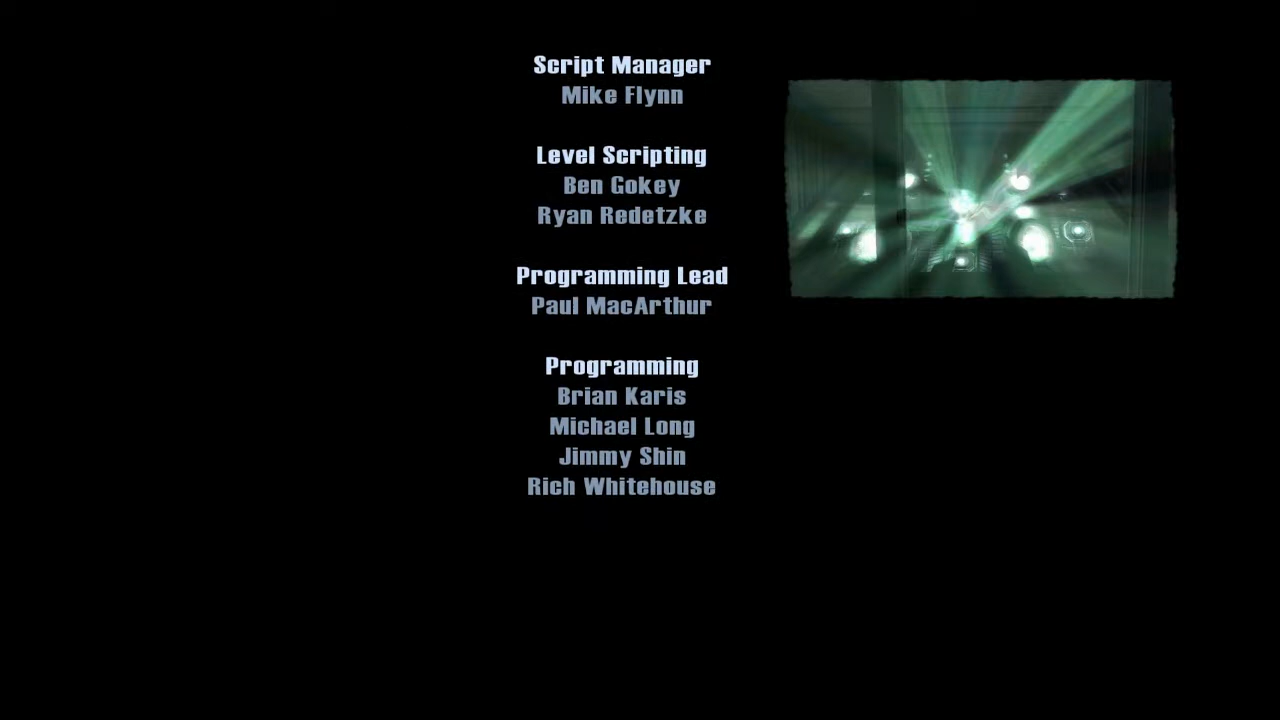 Script Manager
Mike Flynn
Level Scripting
Ben Gokey
Ryan Redetzke
Programming Lead
Paul MacArthur
Programming
Brian Karis
Michael Long
Jimmy Shin
Rich Whitehouse